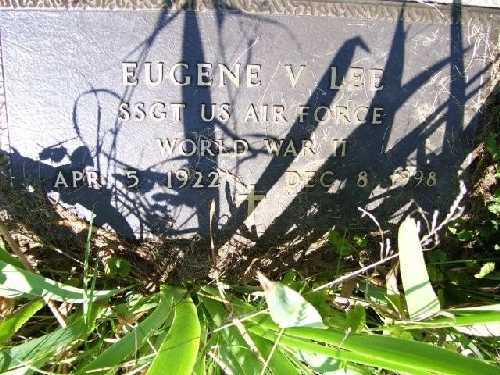 EUGENE V LEE
SSGT US AIR FORCE
WORLD WAR II
APR 5 1922 DEC 8 1998